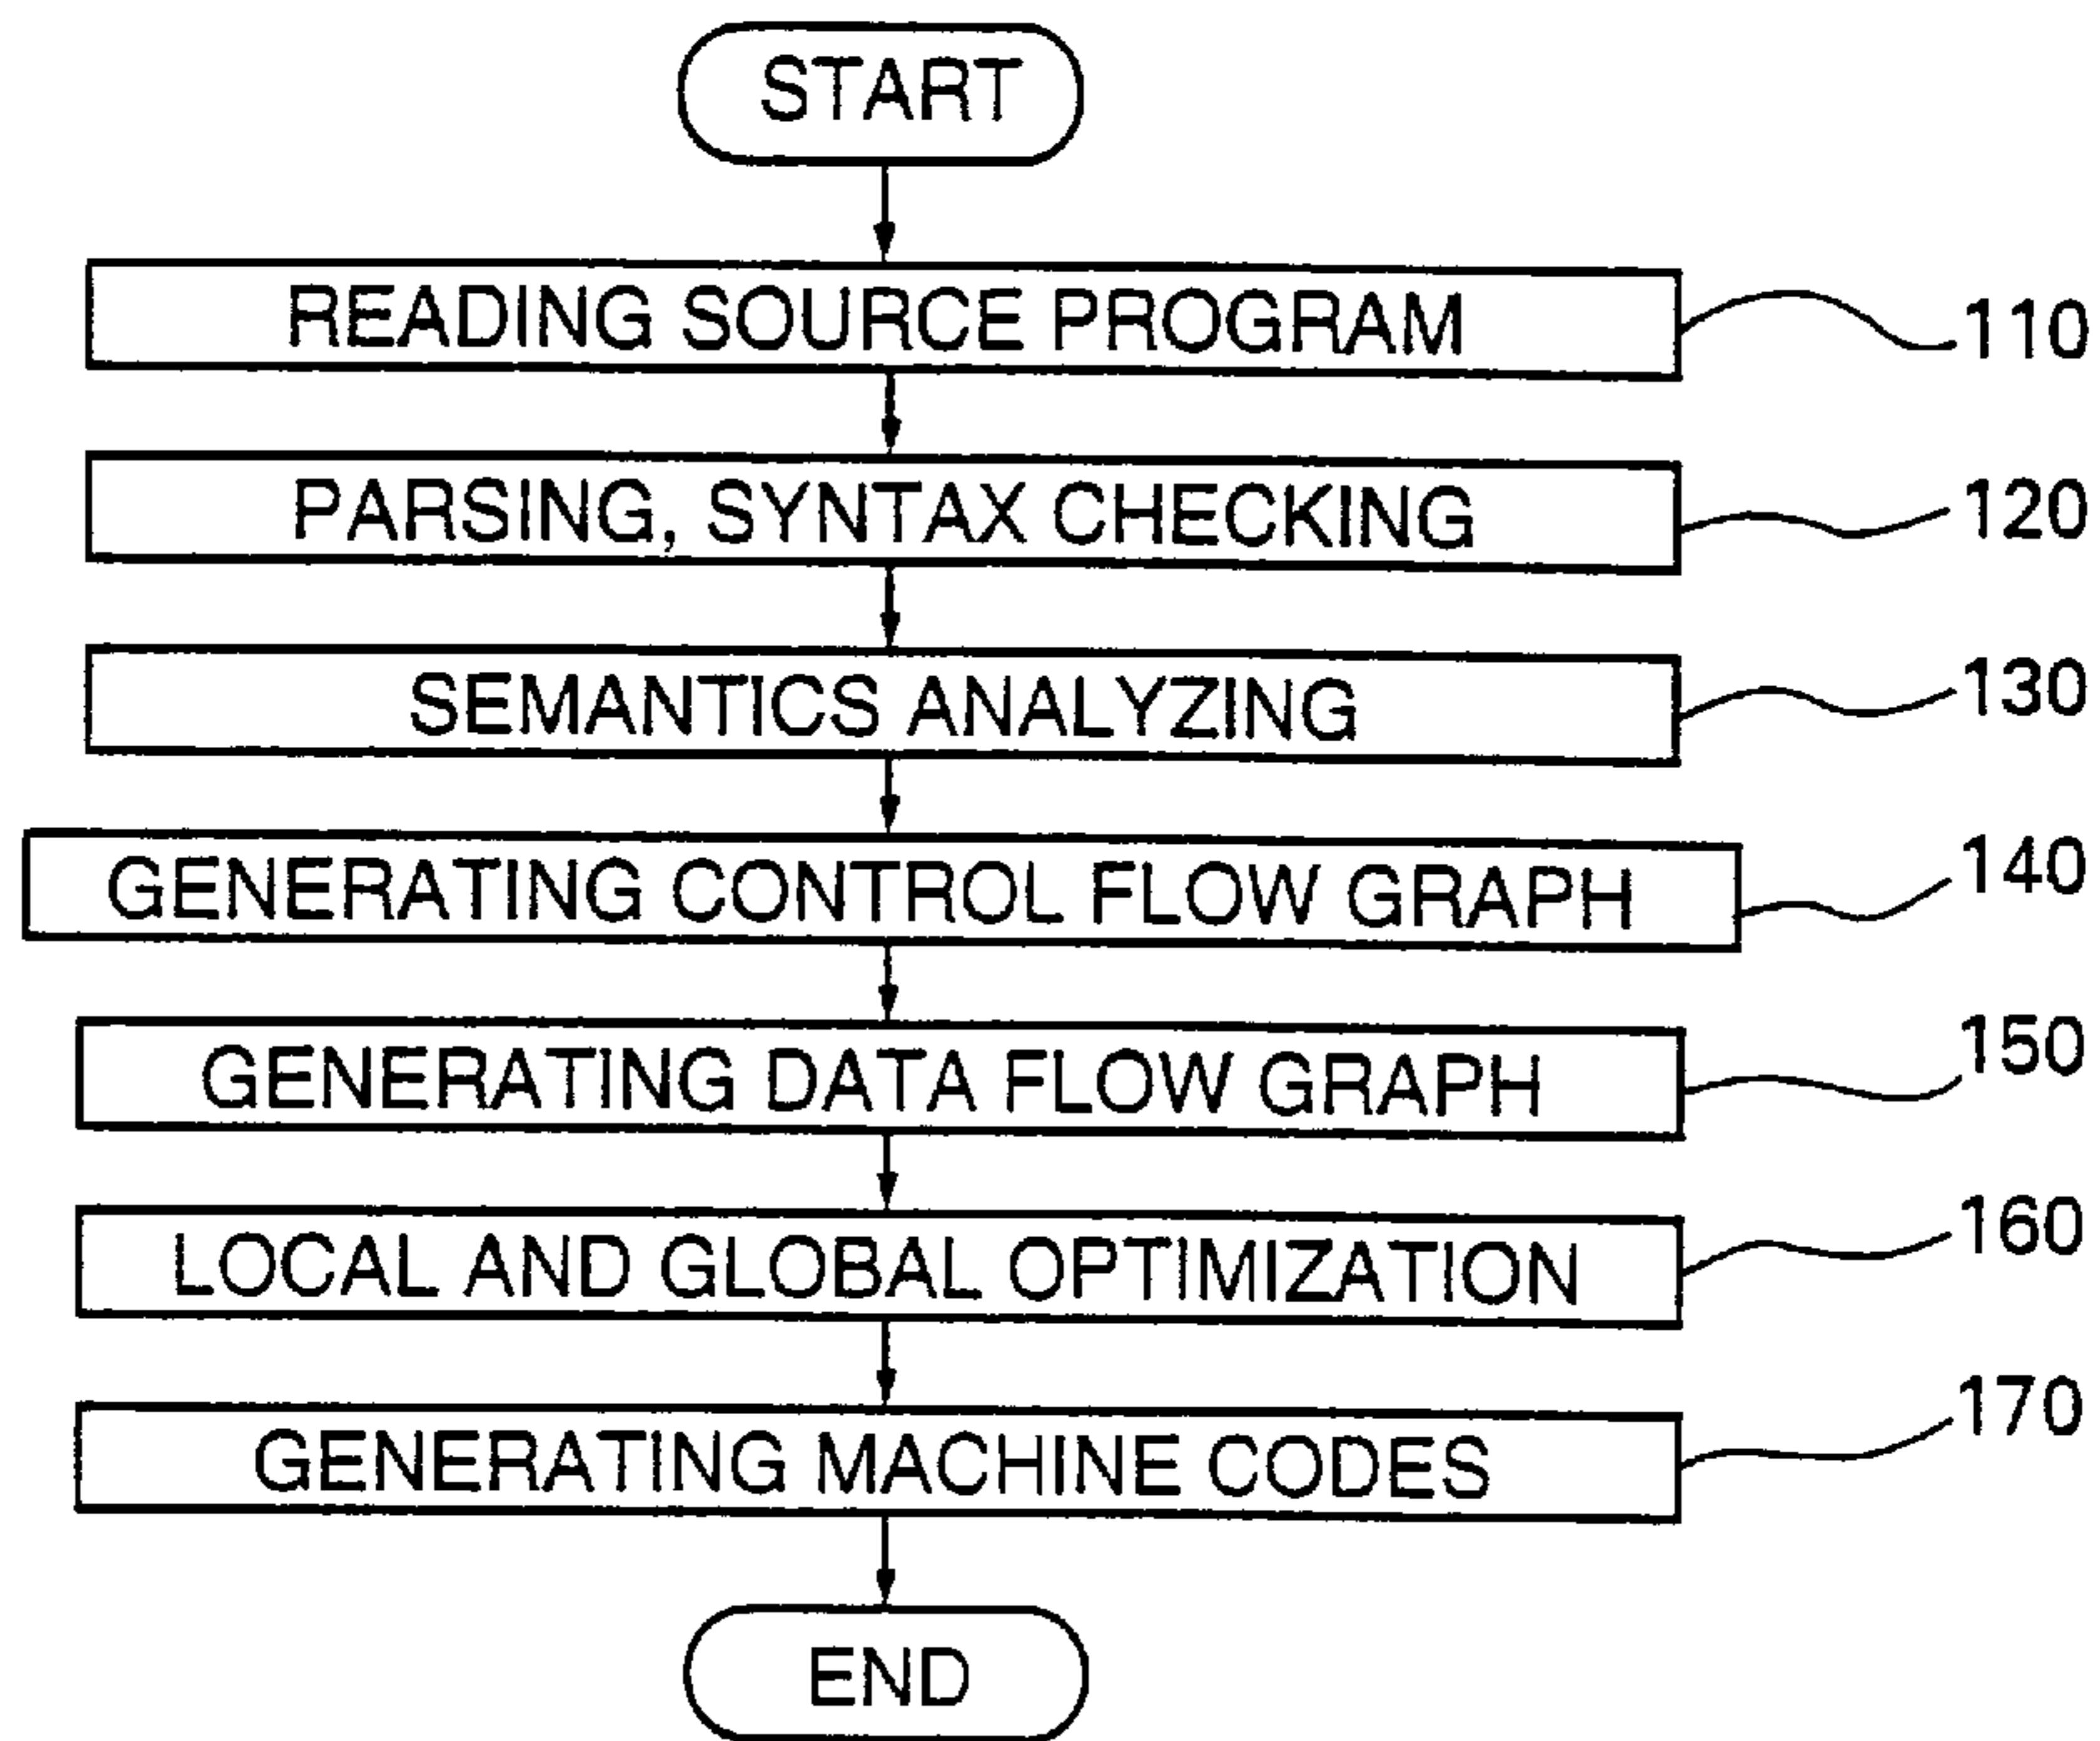 START
READING SOURCE PROGRAM
110
PARSING, SYNTAX CHECKING
120
SEMANTICS ANALYZING
130
GENERATING CONTROL FLOW GRAPH
140
GENERATING DATA FLOW GRAPH
150
LOCAL AND GLOBAL OPTIMIZATION
160
GENERATING MACHINE CODES
170
END